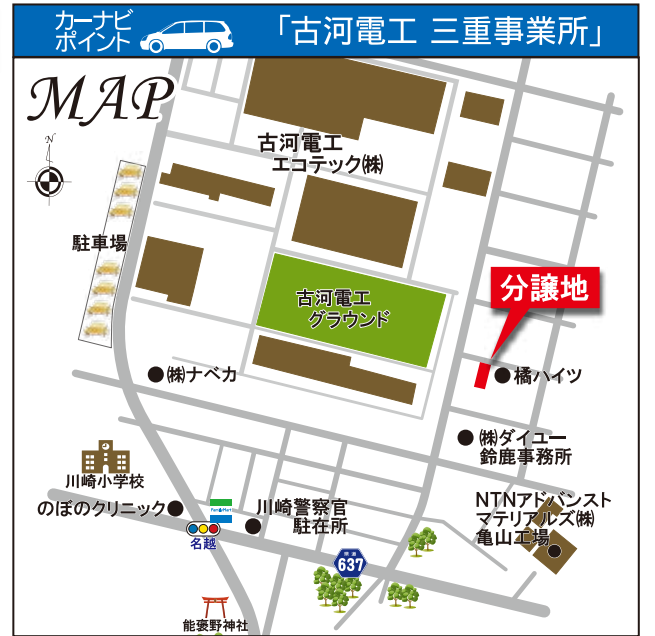 カーナビ
ポイント
「古河電工 三重事業所」
MAP
N
古河電工
エコテック㈱
駐車場
古河電工
グラウンド
分譲地
㈱ナベカ
橘ハイツ
㈱ダイユー
鈴鹿事務所
川崎小学校
のぼのクリニック
FamilyMart
川崎警察官
駐在所
名越
NTNアドバンスト
マテリアルズ㈱
亀山工場
県道
637
能褒野神社